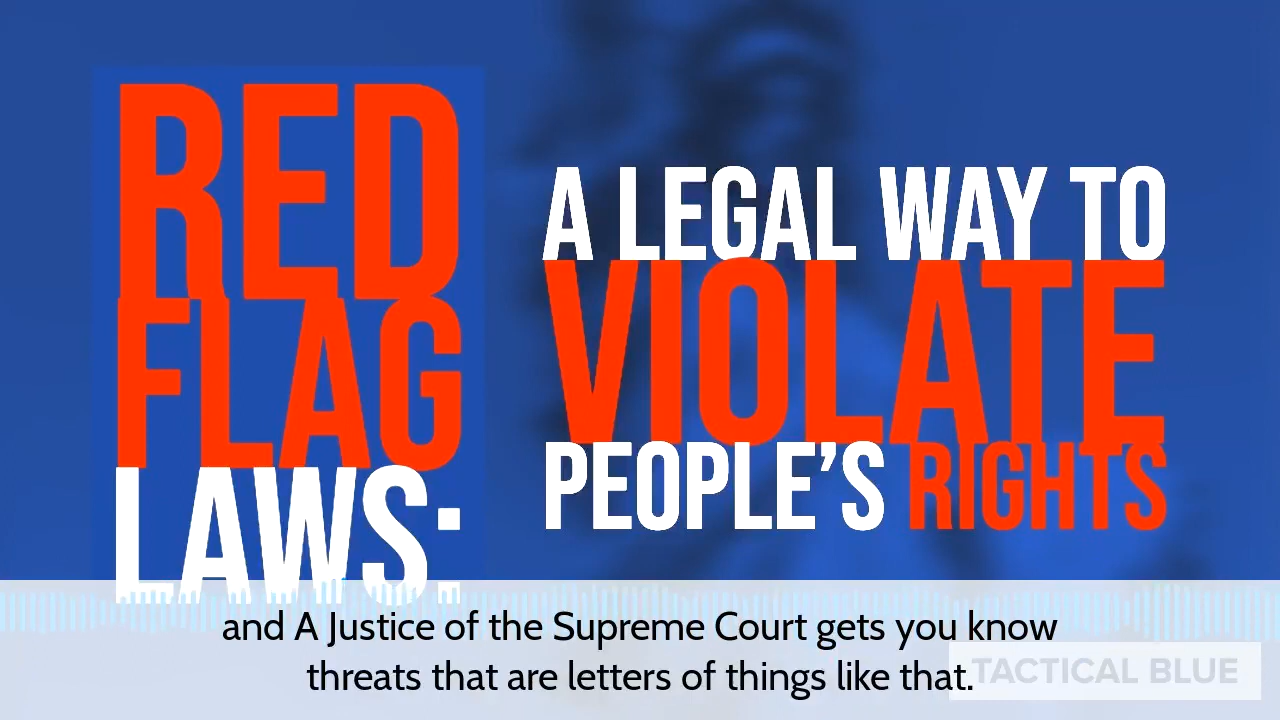 RED
FLAG
LAWS:
A LEGAL WAY TO
VIOLATE
PEOPLE'S RIGHTS
and A Justice of the Supreme Court gets you know
threats that are letters of things like that.
TACTICAL BLUE